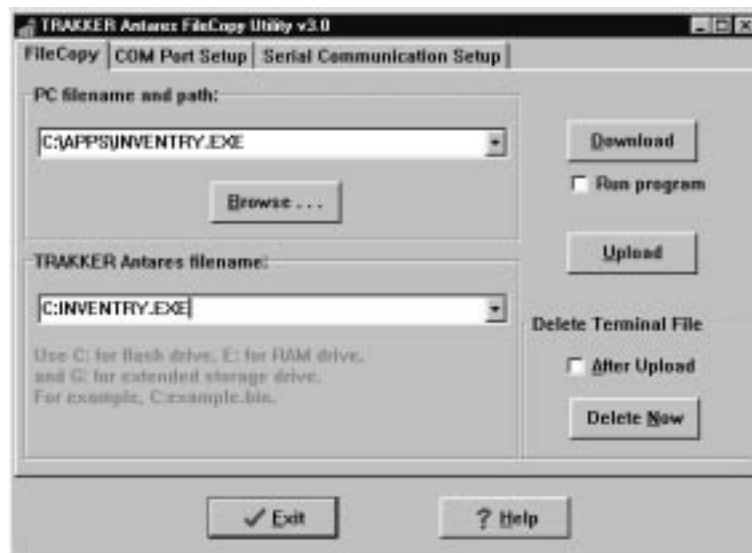 TRAKKER Antares FileCopy Utility v3.0
FileCopy
COM Port Setup
Serial Communication Setup
PC filename and path:
C:\APPS\INVENTRY.EXE
Browse . . .
Download
Run program
Upload
TRAKKER Antares filename:
C:INVENTRY.EXE
Use C: for flash drive, E: for RAM drive,
and G: for extended storage drive.
For example, C:example.bin.
Delete Terminal File
After Upload
Delete Now
Exit
? Help